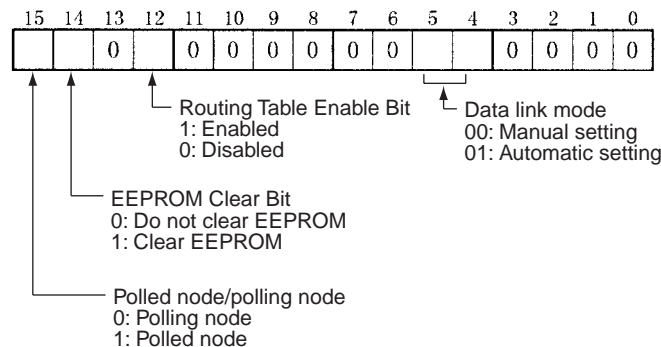 15 14 13 12 11 10 9 8 7 6 5 4 3 2 1 0
0 0 0 0 0 0 0 0 0 0 0
Routing Table Enable Bit
1: Enabled
0: Disabled
Data link mode
00: Manual setting
01: Automatic setting
EEPROM Clear Bit
0: Do not clear EEPROM
1: Clear EEPROM
Polled node/polling node
0: Polling node
1: Polled node